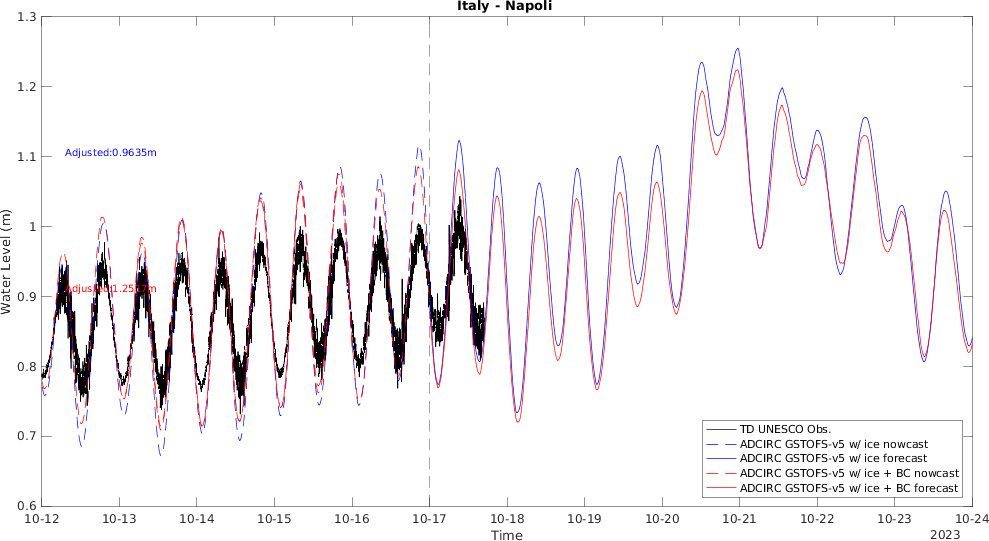 Italy - Napoli
1.3
1.2
1.1
1
0.9
0.8
0.7
0.6
Water Level (m)
Adjusted:0.9635m
TD UNESCO Obs.
ADCIRC GSTOFS-v5 w/ ice nowcast
ADCIRC GSTOFS-v5 w/ ice forecast
ADCIRC GSTOFS-v5 w/ ice + BC nowcast
ADCIRC GSTOFS-v5 w/ ice + BC forecast
10-12 10-13 10-14 10-15 10-16 10-17 10-18 10-19 10-20 10-21 10-22 10-23 10-24
Time
2023